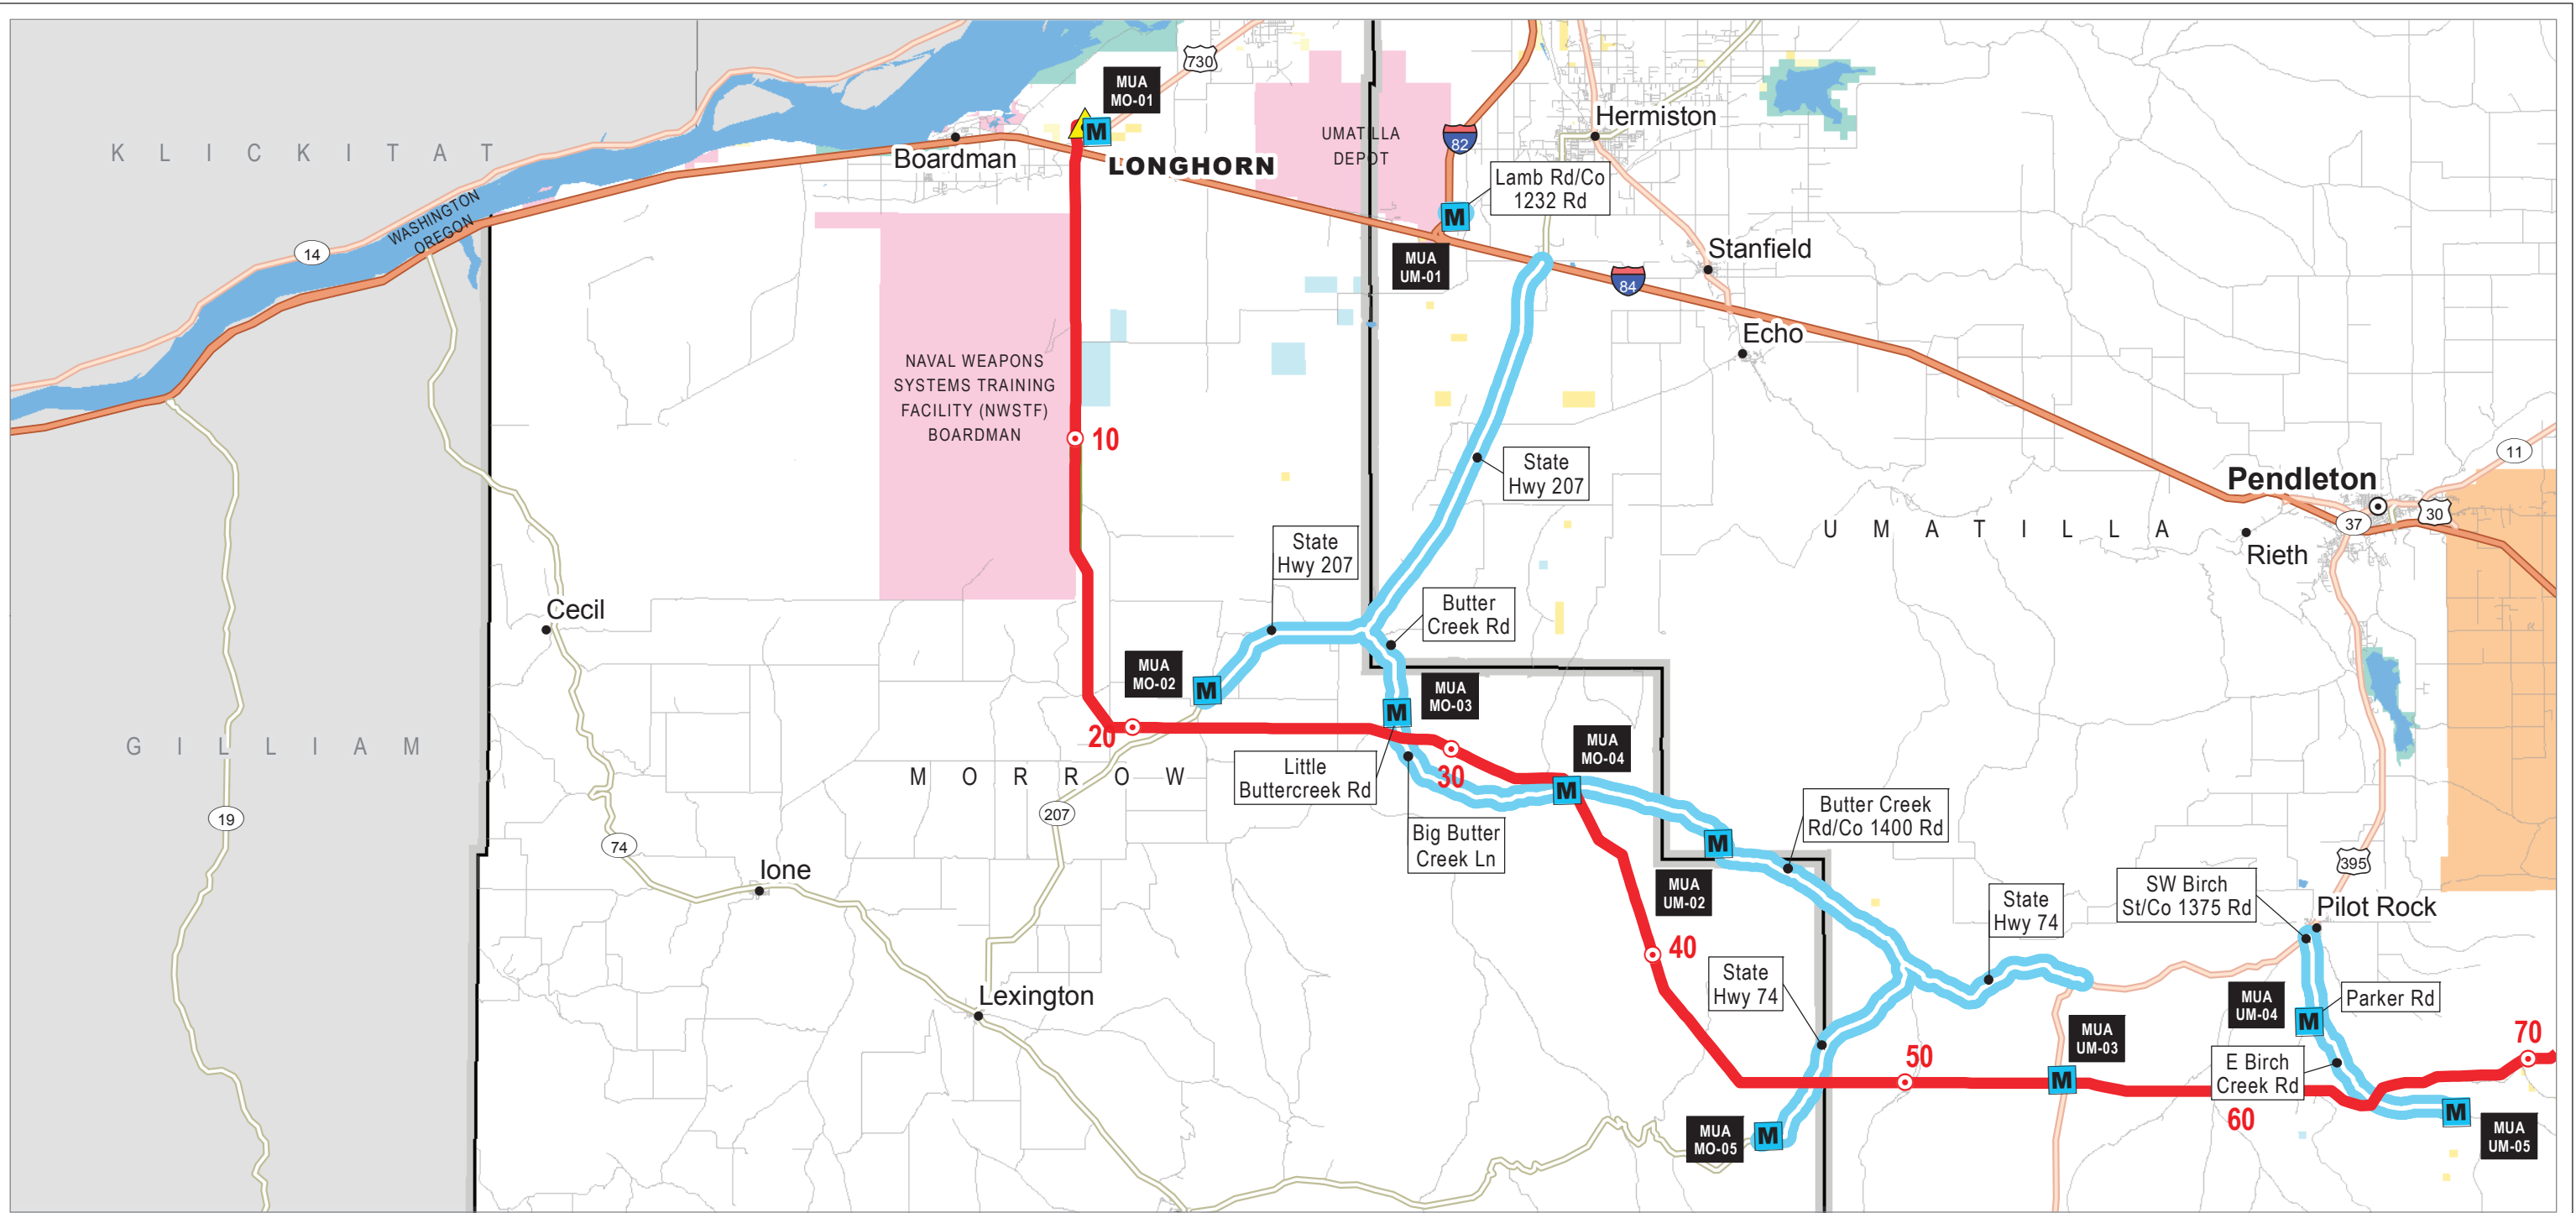 730
MUA
MO-01
KLICKITAT
Boardman
LONGHORN
UMATILLA
DEPOT
82
Hermiston
Lamb Rd/Co
1232 Rd
WASHINGTON
OREGON
14
MUA
UM-01
84
Stanfield
Echo
NAVAL WEAPONS
SYSTEMS TRAINING
FACILITY (NWSTF)
BOARDMAN
10
State
Hwy 207
Pendleton
11
30
37
UMATILLA
Rieth
State
Hwy 207
Butter
Creek Rd
Cecil
MUA
MO-02
MUA
MO-03
20
GILLIAM
MORROW
Little
Buttercreek Rd
30
MUA
MO-04
19
74
207
Big Butter
Creek Ln
Butter Creek
Rd/Co 1400 Rd
395
Ione
MUA
UM-02
State
Hwy 74
SW Birch
St/Co 1375 Rd
Pilot Rock
40
State
Hwy 74
Lexington
MUA
UM-04
Parker Rd
MUA
UM-03
50
70
E Birch
Creek Rd
60
MUA
MO-05
MUA
UM-05
M
M
M
M
M
M
M
M
M
M